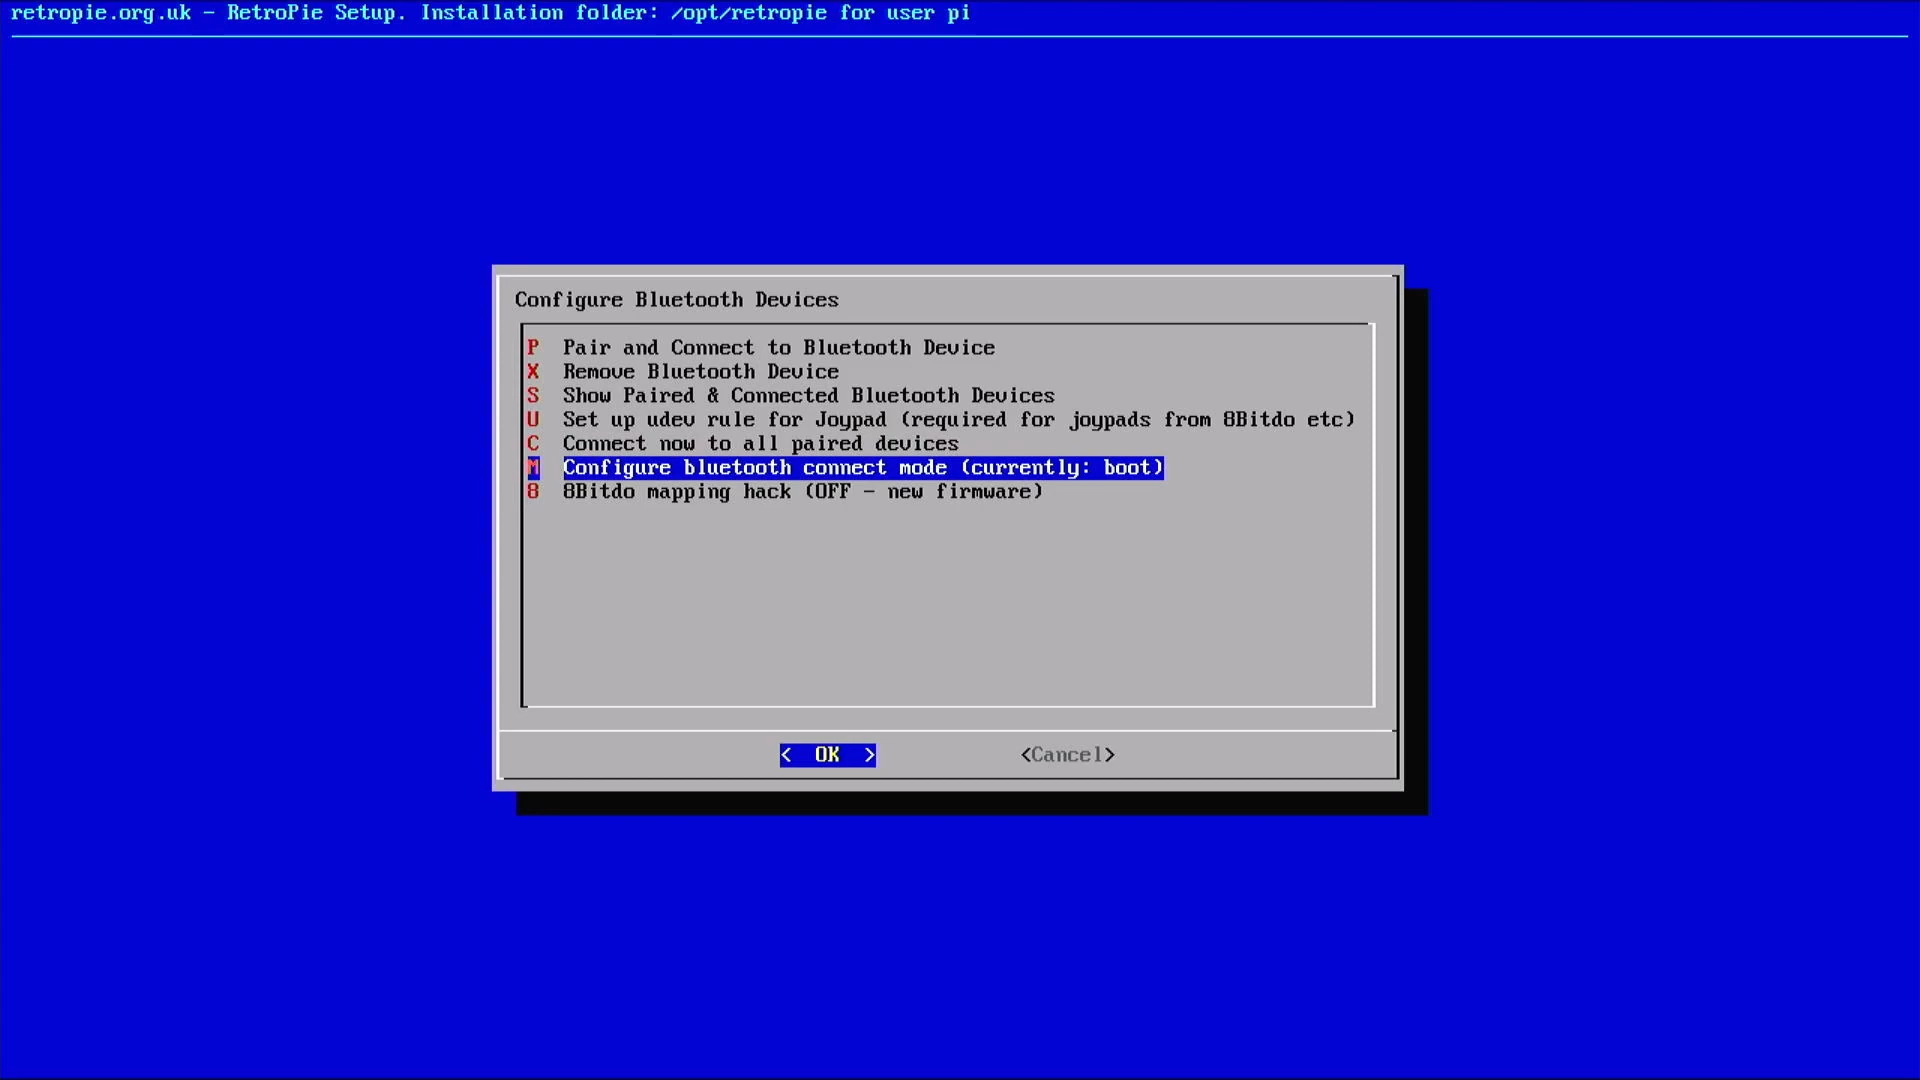 retropie.org.uk - RetroPie Setup. Installation folder: /opt/retropie for user pi
Configure Bluetooth Devices
P Pair and Connect to Bluetooth Device
X Remove Bluetooth Device
S Show Paired & Connected Bluetooth Devices
U Set up udev rule for Joypad (required for joypads from 8Bitdo etc)
C Connect now to all paired devices
M Configure bluetooth connect mode (currently: boot)
8 8Bitdo mapping hack (OFF - new firmware)
< OK > <Cancel>